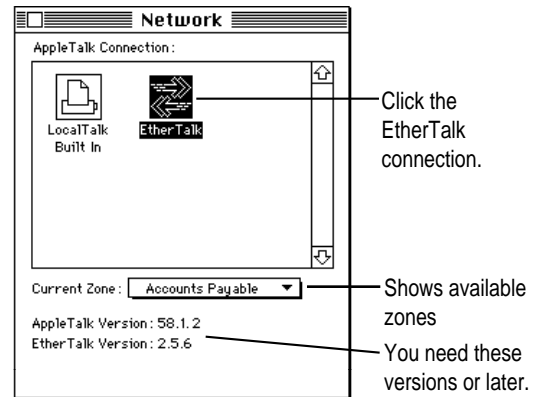 Network
AppleTalk Connection:
LocalTalk
Built In
EtherTalk
Click the
EtherTalk
connection.
Current Zone:
Accounts Payable
Shows available
zones
AppleTalk Version: 58.1.2
EtherTalk Version: 2.5.6
You need these
versions or later.